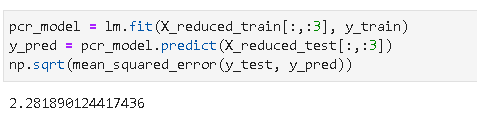 pcr_model = lm.fit(X_reduced_train[:,:3], y_train)
y_pred = pcr_model.predict(X_reduced_test[:,:3])
np.sqrt(mean_squared_error(y_test, y_pred))
2.281890124417436